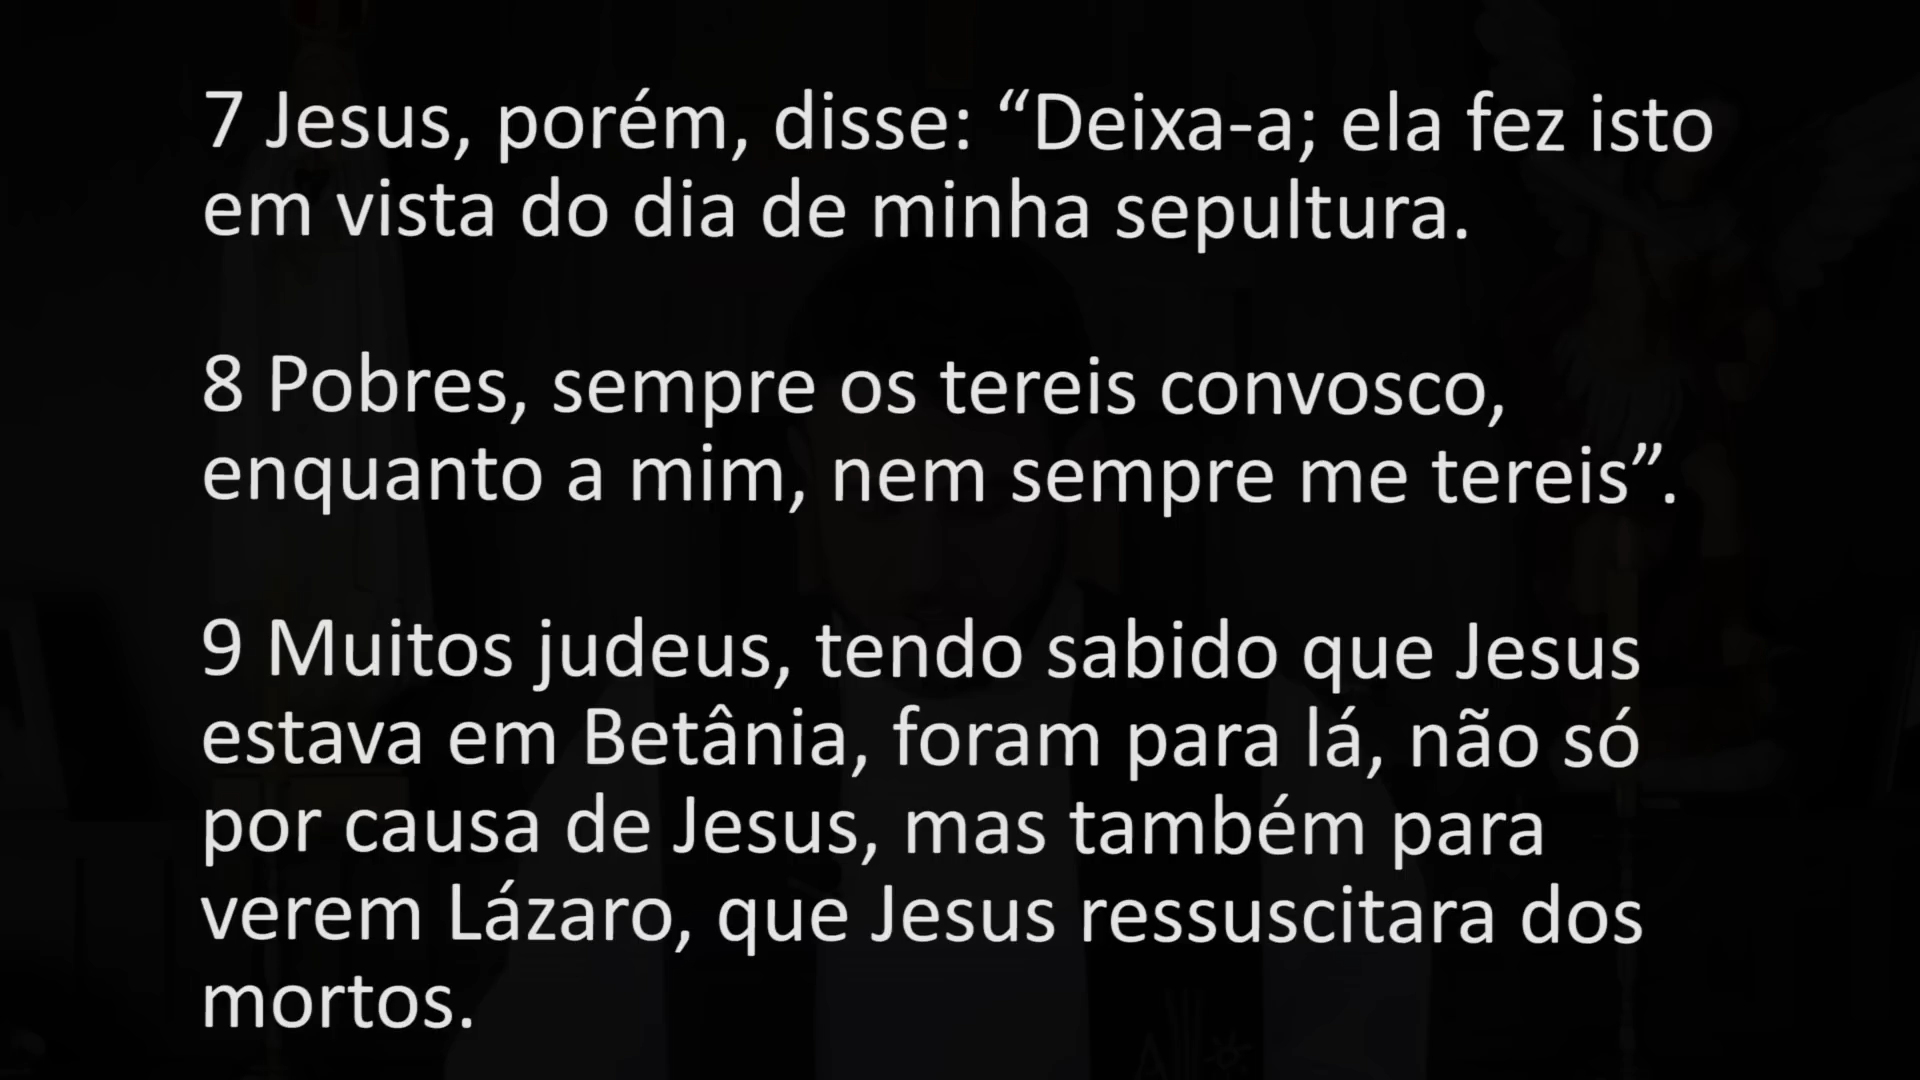 7 Jesus, porém, disse: “Deixa-a; ela fez isto
em vista do dia de minha sepultura.
8 Pobres, sempre os tereis convosco,
enquanto a mim, nem sempre me tereis”.
9 Muitos judeus, tendo sabido que Jesus
estava em Betânia, foram para lá, não só
por causa de Jesus, mas também para
verem Lázaro, que Jesus ressuscitara dos
mortos.